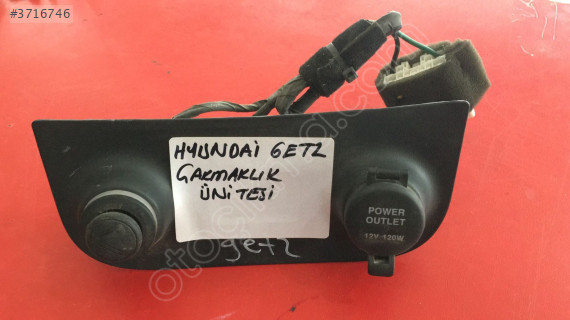 #3716746
HYUNDAİ GETZ
ÇAKMAKLIK
ÜNİTESİ
POWER
OUTLET
12V-120W
getz